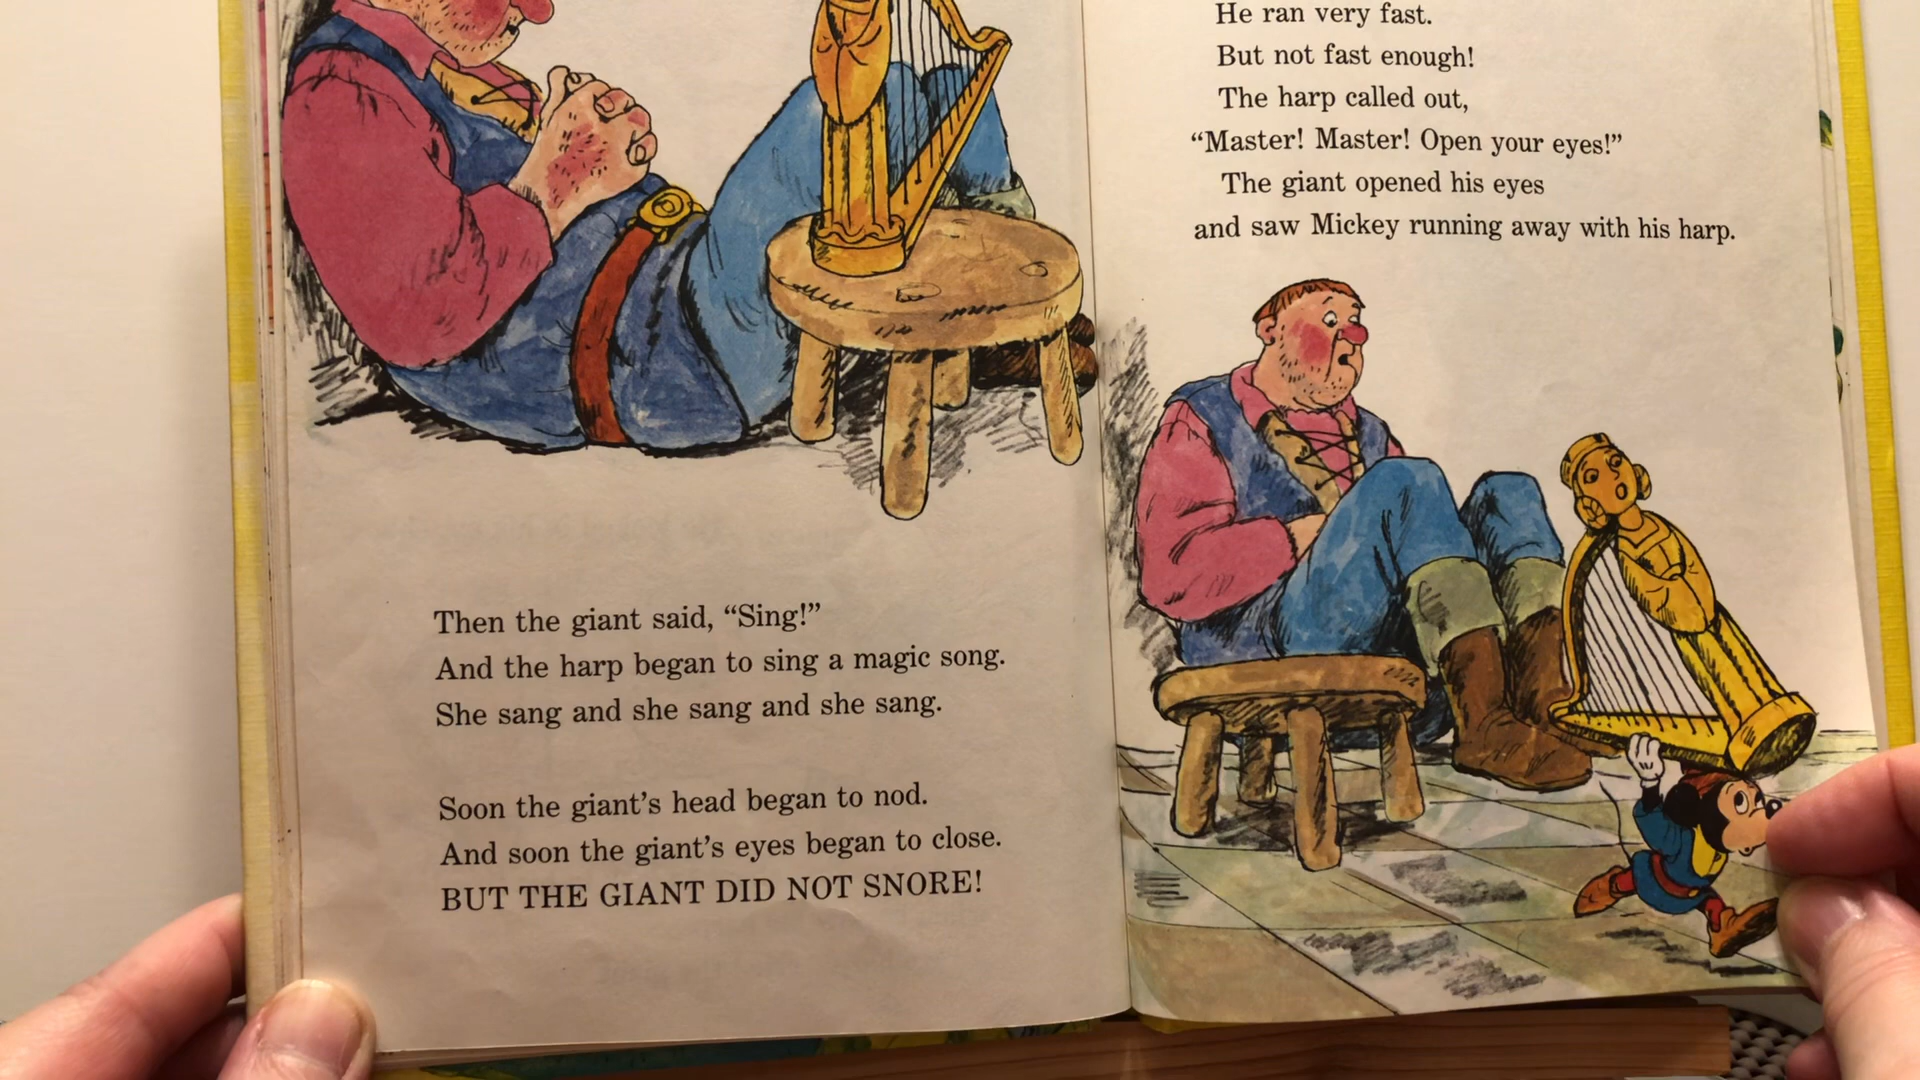 Then the giant said, “Sing!”
And the harp began to sing a magic song.
She sang and she sang and she sang.
Soon the giant’s head began to nod.
And soon the giant’s eyes began to close.
BUT THE GIANT DID NOT SNORE!
He ran very fast.
But not fast enough!
The harp called out,
“Master! Master! Open your eyes!”
The giant opened his eyes
and saw Mickey running away with his harp.